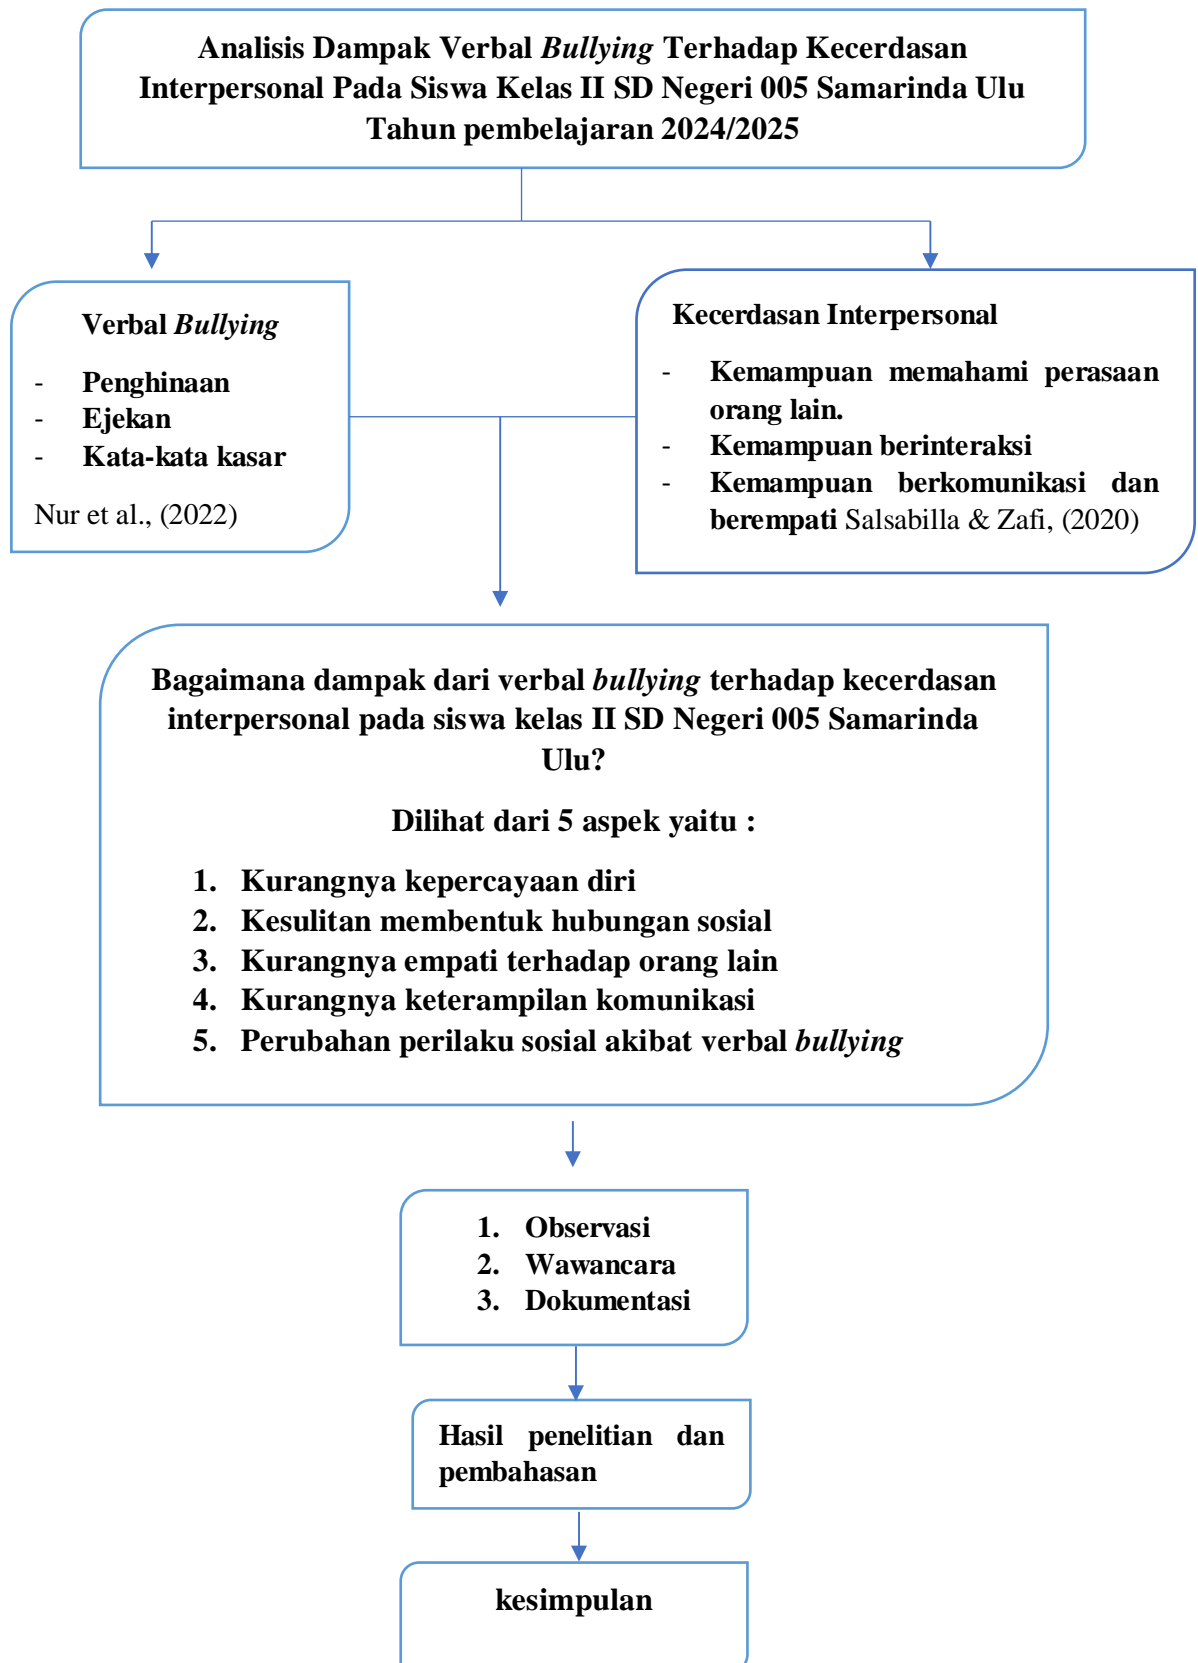 Analisis Dampak Verbal Bullying Terhadap Kecerdasan
Interpersonal Pada Siswa Kelas II SD Negeri 005 Samarinda Ulu
Tahun pembelajaran 2024/2025
Verbal Bullying
- Penghinaan
- Ejekan
- Kata-kata kasar
Nur et al., (2022)
Kecerdasan Interpersonal
- Kemampuan memahami perasaan
orang lain.
- Kemampuan berinteraksi
- Kemampuan berkomunikasi dan
berempati Salsabilla & Zafi, (2020)
Bagaimana dampak dari verbal bullying terhadap kecerdasan
interpersonal pada siswa kelas II SD Negeri 005 Samarinda
Ulu?
Dilihat dari 5 aspek yaitu :
1. Kurangnya kepercayaan diri
2. Kesulitan membentuk hubungan sosial
3. Kurangnya empati terhadap orang lain
4. Kurangnya keterampilan komunikasi
5. Perubahan perilaku sosial akibat verbal bullying
1. Observasi
2. Wawancara
3. Dokumentasi
Hasil penelitian dan
pembahasan
kesimpulan